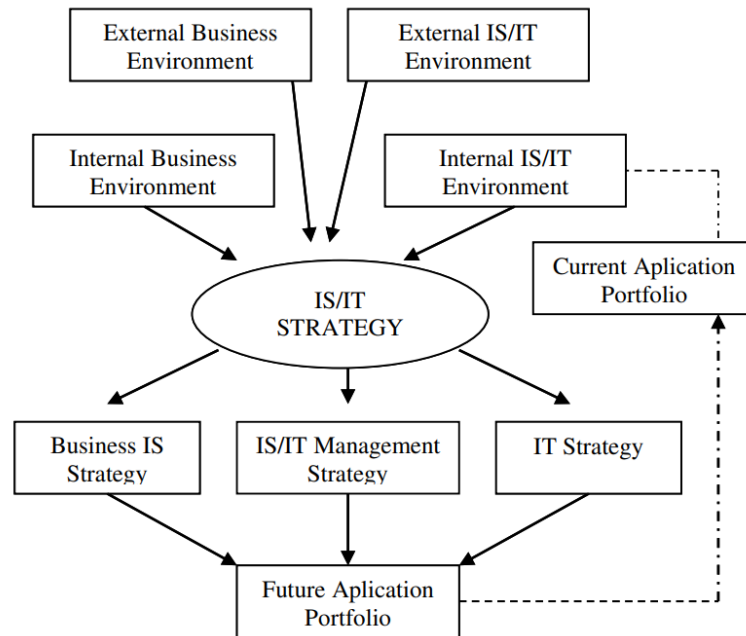 External Business
Environment
External IS/IT
Environment
Internal Business
Environment
Internal IS/IT
Environment
Current Aplication
Portfolio
IS/IT
STRATEGY
Business IS
Strategy
IS/IT Management
Strategy
IT Strategy
Future Aplication
Portfolio